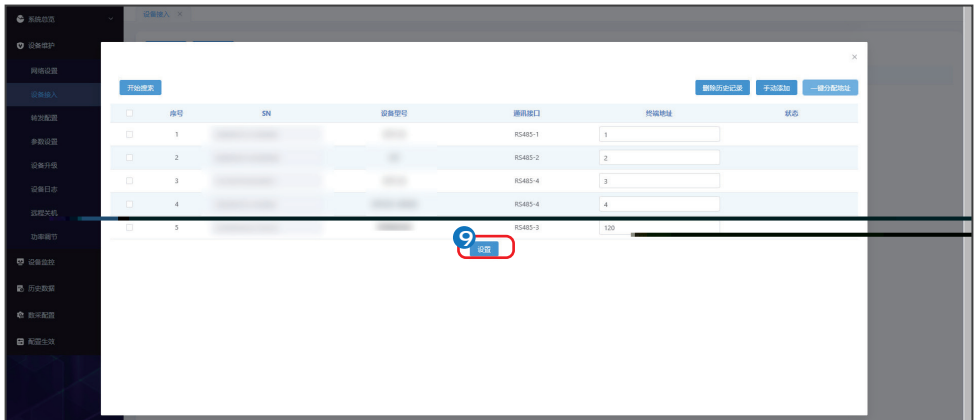 系统总览
设备接入 ×
设备维护
网络设置
设备接入
转发配置
参数设置
设备升级
设备日志
远程关机
功率调节
设备监控
历史数据
数采配置
配置生效
×
开始搜索
删除历史记录 手动添加 一键分配地址
序号 SN 设备型号 通讯接口 终端地址 状态
1 RS485-1 1
2 RS485-2 2
3 RS485-4 3
4 RS485-4 4
5 RS485-3 120
9
设置